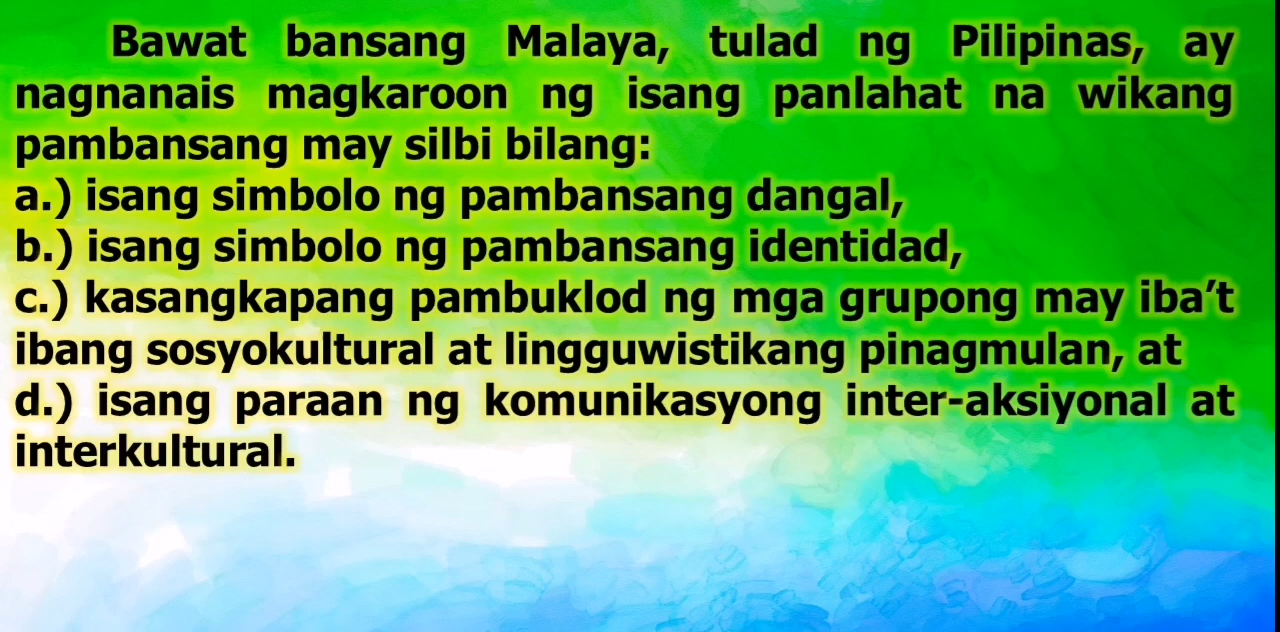 Bawat bansang Malaya, tulad ng Pilipinas, ay
nagnanais magkaroon ng isang panlahat na wikang
pambansang may silbi bilang:
a.) isang simbolo ng pambansang dangal,
b.) isang simbolo ng pambansang identidad,
c.) kasangkapang pambuklod ng mga grupong may iba’t
ibang sosyokultural at lingguwistikang pinagmulan, at
d.) isang paraan ng komunikasyong inter-aksiyonal at
interkultural.